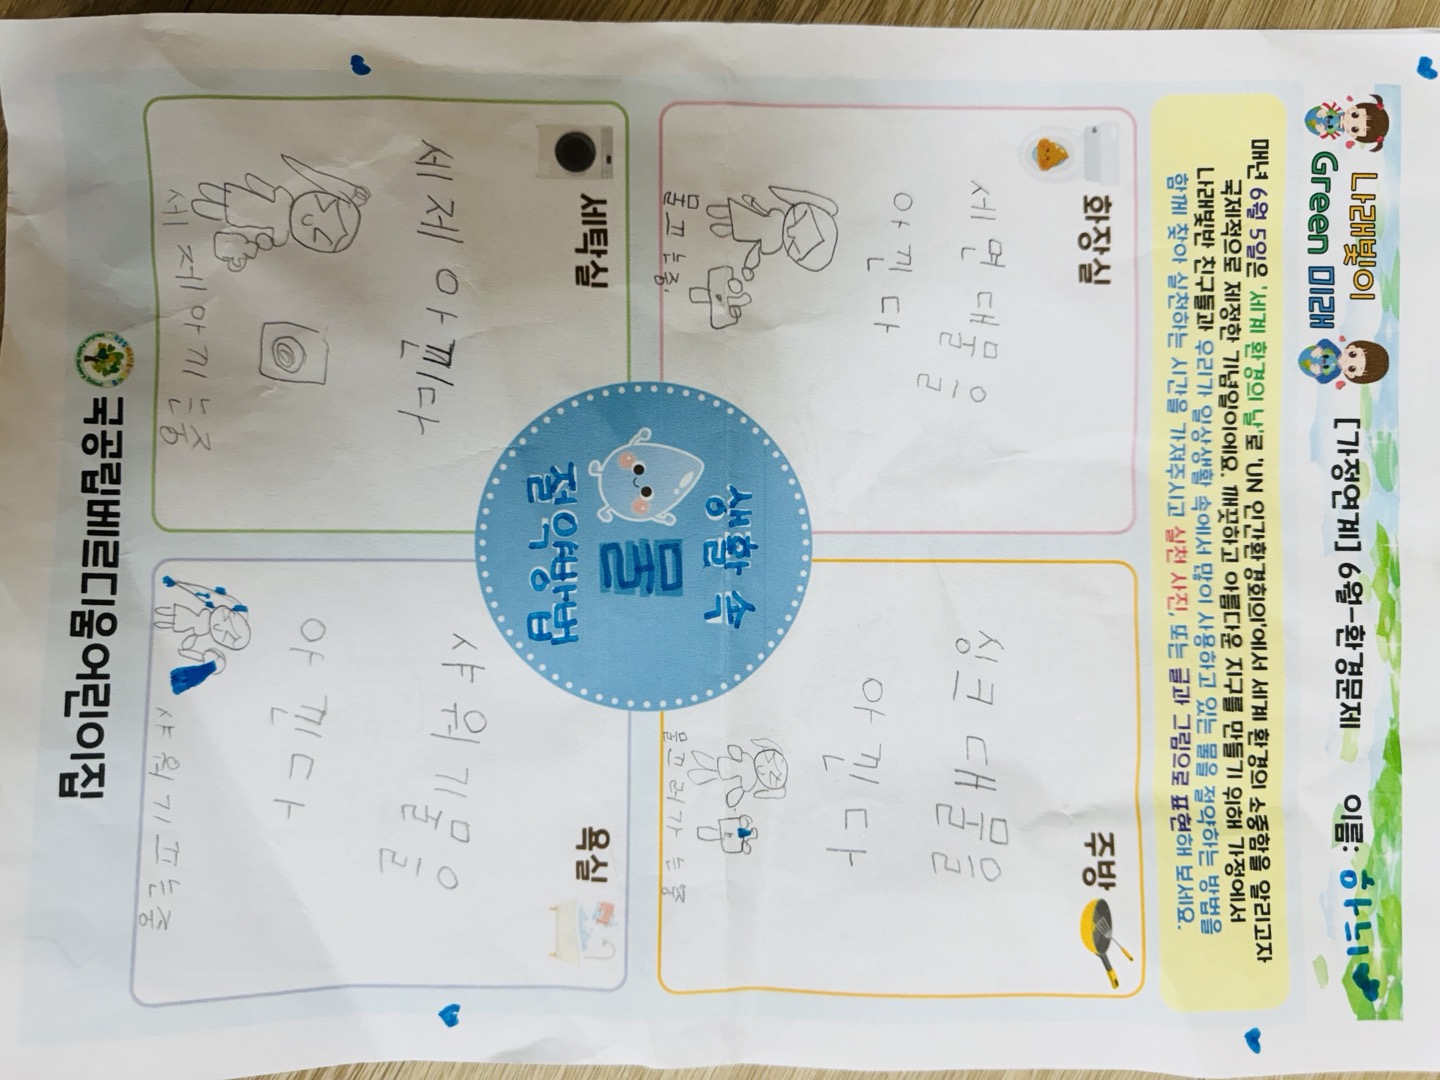 나래빛이
Green 미래
[가정연계] 6월-환경문제
이름: 하늬
매년 6월 5일은 '세계 환경의 날'로 'UN 인간환경회의'에서 세계 환경의 소중함을 알리고자
국제적으로 제정한 기념일이에요. 깨끗하고 아름다운 지구를 만들기 위해 가정에서
나래빛반 친구들과 우리가 일상생활 속에서 많이 사용하고 있는 물을 절약하는 방법을
함께 찾아 실천하는 시간을 가져주시고 실천 사진, 또는 글과 그림으로 표현해 보세요.
화장실
세면대물을
아낀다
물끄는중.
주방
싱크대물을
아낀다
물끄러가는중
생활 속
물
절약방법
세탁실
세제아낀다
세제아끼는중
욕실
샤워기물을
아낀다
샤워기끄는중
국공립베르디움어린이집